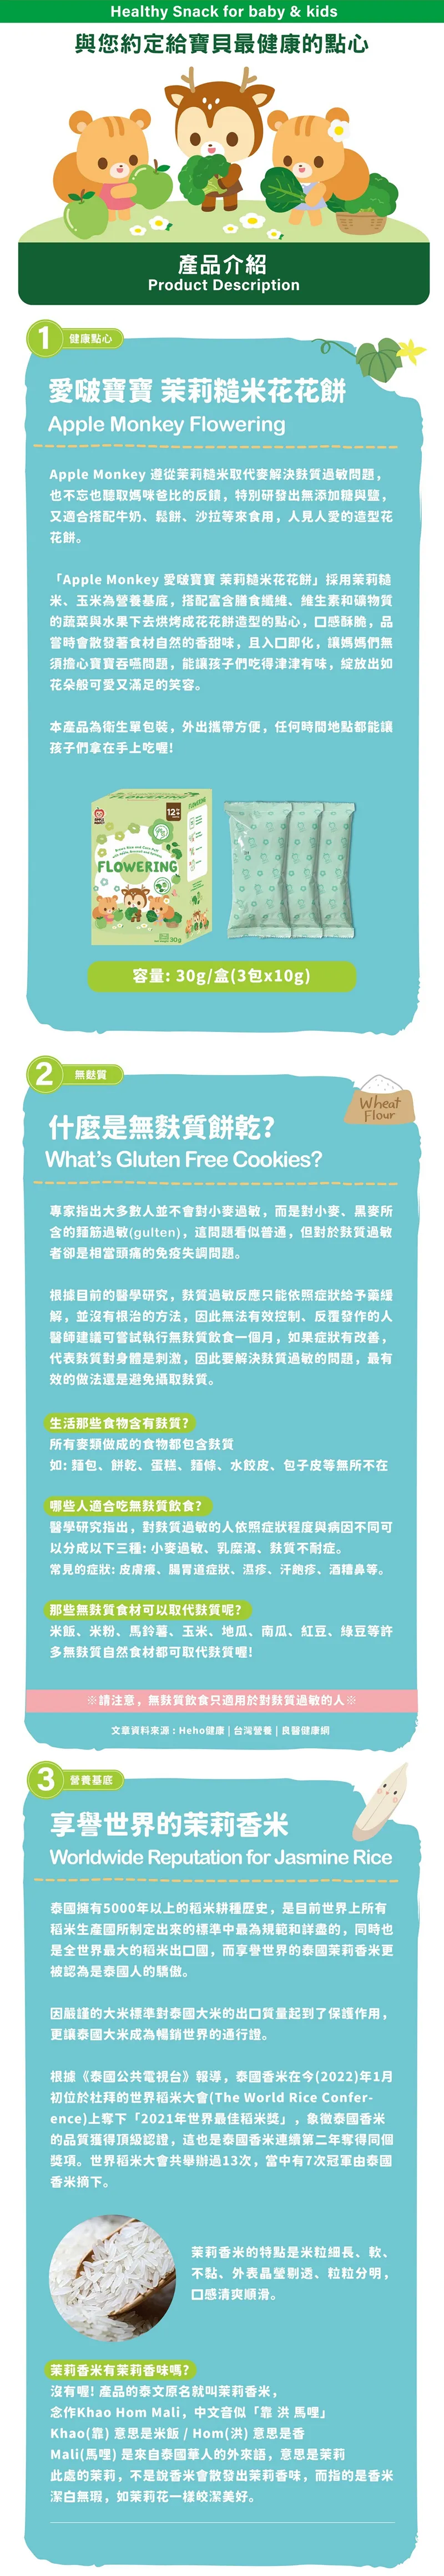 Healthy Snack for baby & kids
與您約定給寶貝最健康的點心
產品介紹
Product Description
1 健康點心
愛啵寶寶 茉莉糙米花花餅
Apple Monkey Flowering
Apple Monkey 遵從茉莉糙米取代麥解決麩質過敏問題，
也不忘也聽取媽咪爸比的反饋，特別研發出無添加糖與鹽，
又適合搭配牛奶、鬆餅、沙拉等來食用，人見人愛的造型花
花餅。
「Apple Monkey 愛啵寶寶 茉莉糙米花花餅」採用茉莉糙
米、玉米為營養基底，搭配富含膳食纖維、維生素和礦物質
的蔬菜與水果下去烘烤成花花餅造型的點心，口感酥脆，品
嘗時會散發著食材自然的香甜味，且入口即化，讓媽媽們無
須擔心寶寶吞嚥問題，能讓孩子們吃得津津有味，綻放出如
花朵般可愛又滿足的笑容。
本產品為衛生單包裝，外出攜帶方便，任何時間地點都能讓
孩子們拿在手上吃喔!
FLOWERING
12
Brown Rice and Corn Puff
FLOWERING
30g
容量: 30g/盒(3包x10g)
2 無麩質
Wheat
Flour
什麼是無麩質餅乾?
What's Gluten Free Cookies?
專家指出大多數人並不會對小麥過敏，而是對小麥、黑麥所
含的麵筋過敏(gulten)，這問題看似普通，但對於麩質過敏
者卻是相當頭痛的免疫失調問題。
根據目前的醫學研究，麩質過敏反應只能依照症狀給予藥緩
解，並沒有根治的方法，因此無法有效控制、反覆發作的人
醫師建議可嘗試執行無麩質飲食一個月，如果症狀有改善，
代表麩質對身體是刺激，因此要解決麩質過敏的問題，最有
效的做法還是避免攝取麩質。
生活那些食物含有麩質?
所有麥類做成的食物都包含麩質
如: 麵包、餅乾、蛋糕、麵條、水餃皮、包子皮等無所不在
哪些人適合吃無麩質飲食?
醫學研究指出，對麩質過敏的人依照症狀程度與病因不同可
以分成以下三種: 小麥過敏、乳糜瀉、麩質不耐症。
常見的症狀: 皮膚癢、腸胃道症狀、濕疹、汗皰疹、酒糟鼻等。
那些無麩質食材可以取代麩質呢?
米飯、米粉、馬鈴薯、玉米、地瓜、南瓜、紅豆、綠豆等許
多無麩質自然食材都可取代麩質喔!
※請注意，無麩質飲食只適用於對麩質過敏的人※
文章資料來源：Heho健康 | 台灣營養 | 良醫健康網
3 營養基底
享譽世界的茉莉香米
Worldwide Reputation for Jasmine Rice
泰國擁有5000年以上的稻米耕種歷史，是目前世界上所有
稻米生產國所制定出來的標準中最為規範和詳盡的，同時也
是全世界最大的稻米出口國，而享譽世界的泰國茉莉香米更
被認為是泰國人的驕傲。
因嚴謹的大米標準對泰國大米的出口質量起到了保護作用，
更讓泰國大米成為暢銷世界的通行證。
根據《泰國公共電視台》報導，泰國香米在今(2022)年1月
初位於杜拜的世界稻米大會(The World Rice Confer-
ence)上奪下「2021年世界最佳稻米獎」，象徵泰國香米
的品質獲得頂級認證，這也是泰國香米連續第二年奪得同個
獎項。世界稻米大會共舉辦過13次，當中有7次冠軍由泰國
香米摘下。
茉莉香米的特點是米粒細長、軟、
不黏、外表晶瑩剔透、粒粒分明，
口感清爽順滑。
茉莉香米有茉莉香味嗎?
沒有喔! 產品的泰文原名就叫茉莉香米，
念作Khao Hom Mali，中文音似「靠 洪 馬哩」
Khao(靠) 意思是米飯 / Hom(洪) 意思是香
Mali(馬哩) 是來自泰國華人的外來語，意思是茉莉
此處的茉莉，不是說香米會散發出茉莉香味，而指的是香米
潔白無瑕，如茉莉花一樣皎潔美好。